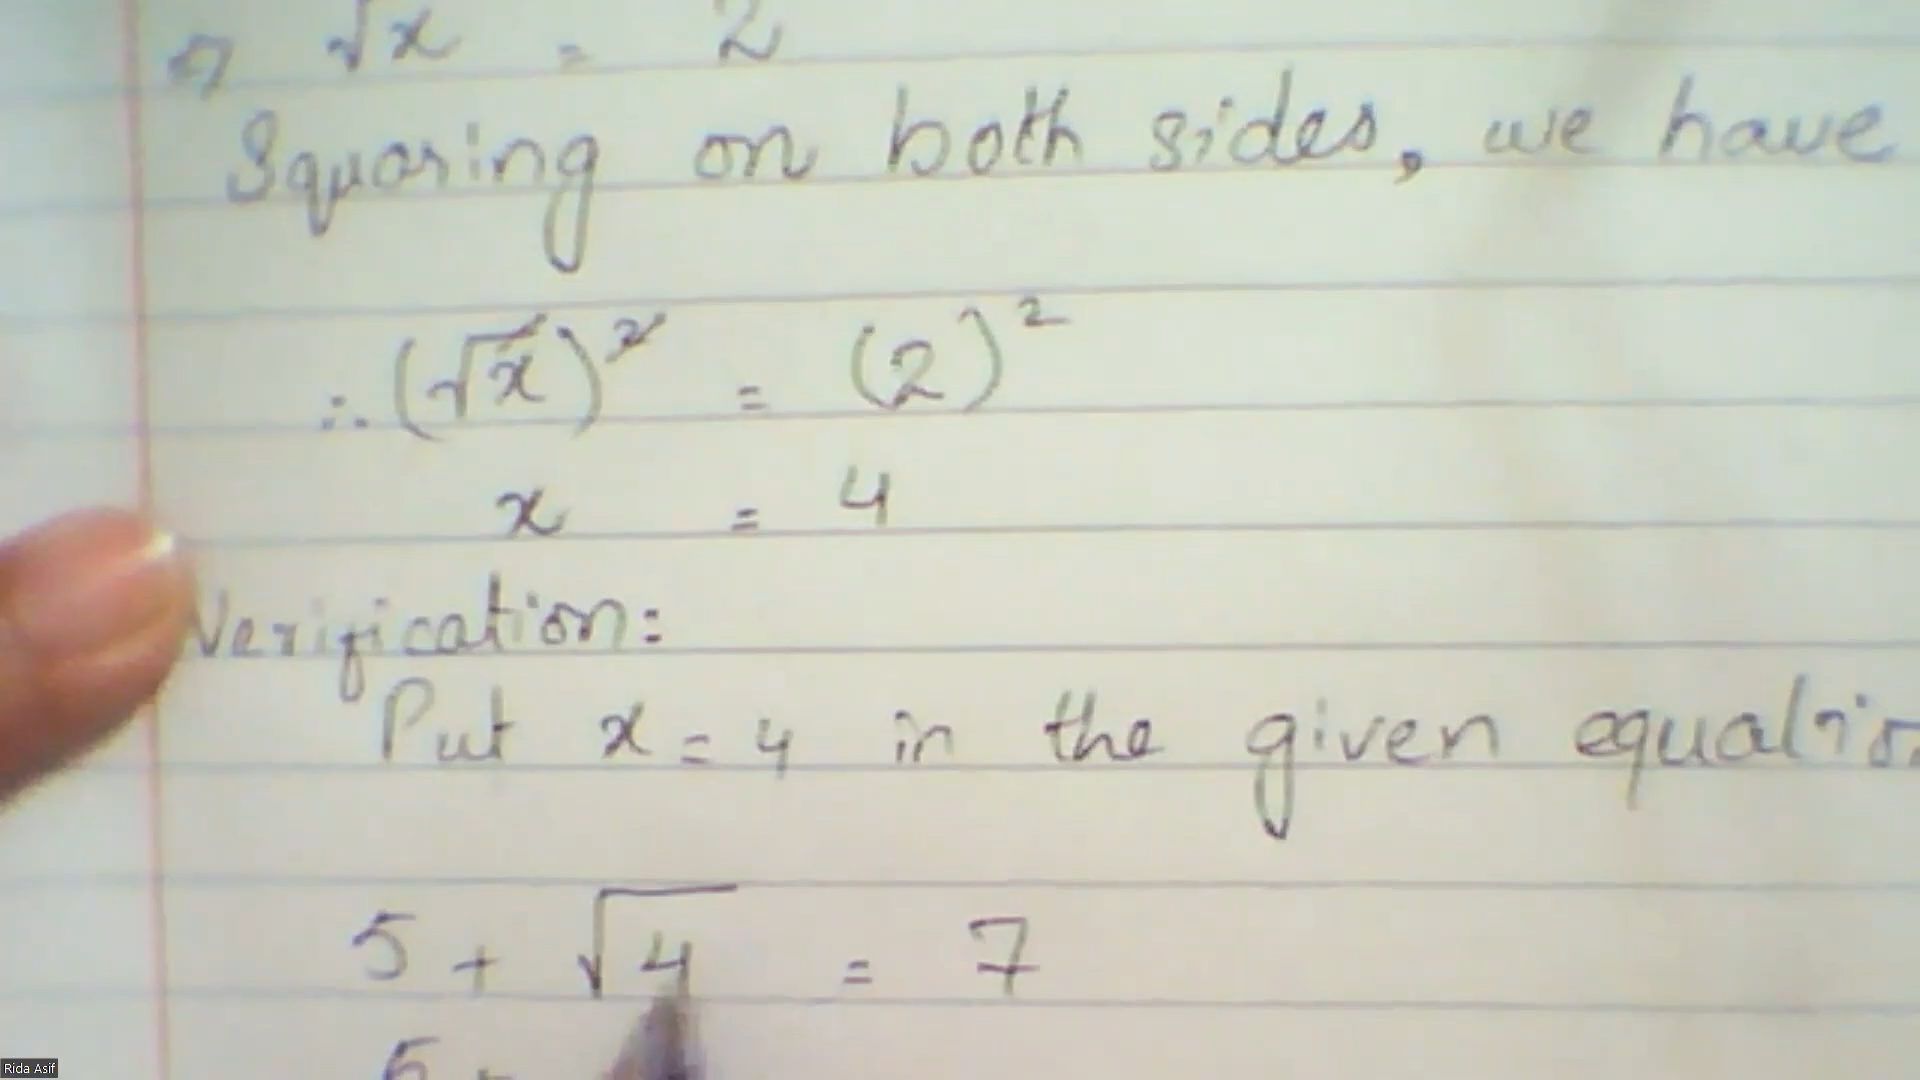 ⇒ √x = 2
Squaring on both sides, we have
∴ (√x)² = (2)²
x = 4
Verification:
Put x = 4 in the given
5 + √4 = 7
5
Rida Asif